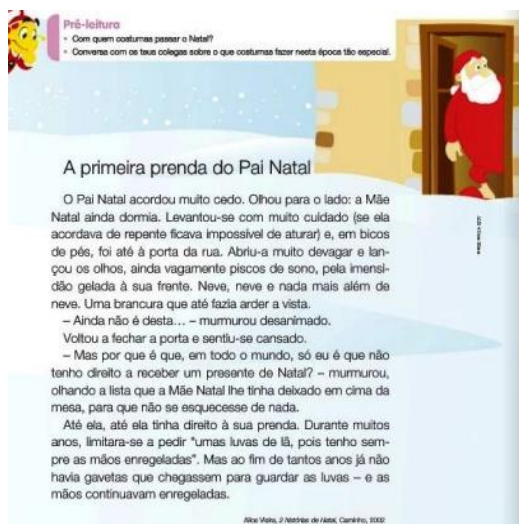 Pré-leitura
• Com quem costumas passar o Natal?
• Conversa com os teus colegas sobre o que costumas fazer nesta época tão especial.
A primeira prenda do Pai Natal
O Pai Natal acordou muito cedo. Olhou para o lado: a Mãe
Natal ainda dormia. Levantou-se com muito cuidado (se ela
acordava de repente ficava impossível de aturar) e, em bicos
de pés, foi até à porta da rua. Abriu-a muito devagar e lan-
çou os olhos, ainda vagamente piscos de sono, pela imensi-
dão gelada à sua frente. Neve, neve e nada mais além de
neve. Uma brancura que até fazia arder a vista.
– Ainda não é desta... – murmurou desanimado.
Voltou a fechar a porta e sentiu-se cansado.
– Mas por que é que, em todo o mundo, só eu é que não
tenho direito a receber um presente de Natal? – murmurou,
olhando a lista que a Mãe Natal lhe tinha deixado em cima da
mesa, para que não se esquecesse de nada.
Até ela, até ela tinha direito à sua prenda. Durante muitos
anos, limitara-se a pedir "umas luvas de lã, pois tenho sem-
pre as mãos enregeladas". Mas ao fim de tantos anos já não
havia gavetas que chegassem para guardar as luvas – e as
mãos continuavam enregeladas.
Alice Vieira, 2 histórias de Natal, Caminho, 2002